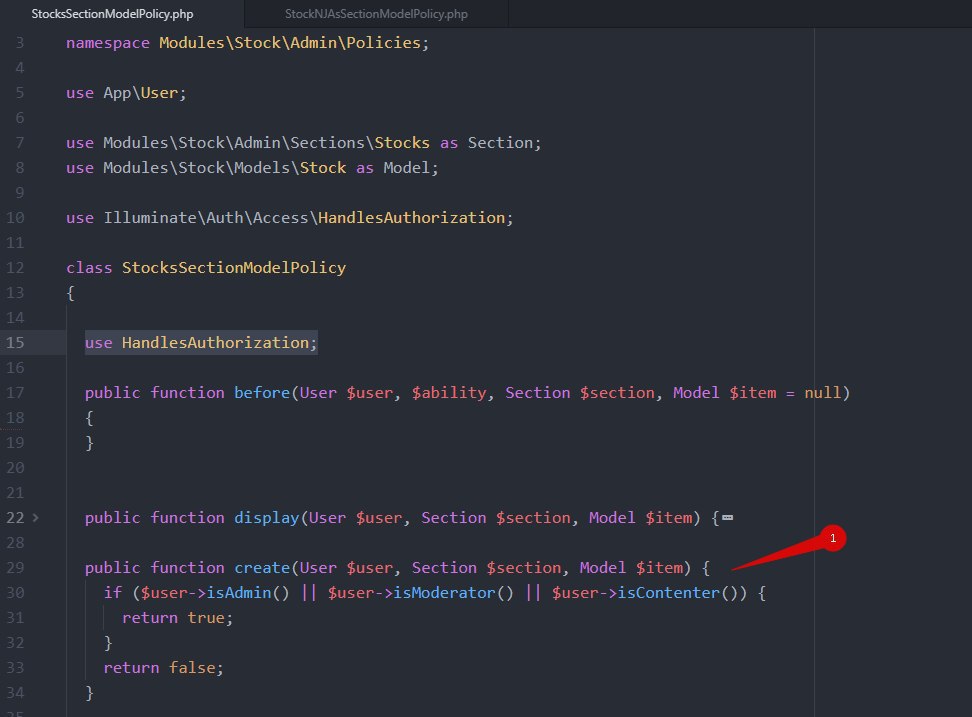 StocksSectionModelPolicy.php StockNJAsSectionModelPolicy.php
3 namespace Modules\Stock\Admin\Policies;
4
5 use App\User;
6
7 use Modules\Stock\Admin\Sections\Stocks as Section;
8 use Modules\Stock\Models\Stock as Model;
9
10 use Illuminate\Auth\Access\HandlesAuthorization;
11
12 class StocksSectionModelPolicy
13 {
14
15 use HandlesAuthorization;
16
17 public function before(User $user, $ability, Section $section, Model $item = null)
18 {
19 }
20
21
22 public function display(User $user, Section $section, Model $item) {
28
29 public function create(User $user, Section $section, Model $item) {
1
30 if ($user->isAdmin() || $user->isModerator() || $user->isContenter()) {
31 return true;
32 }
33 return false;
34 }
35